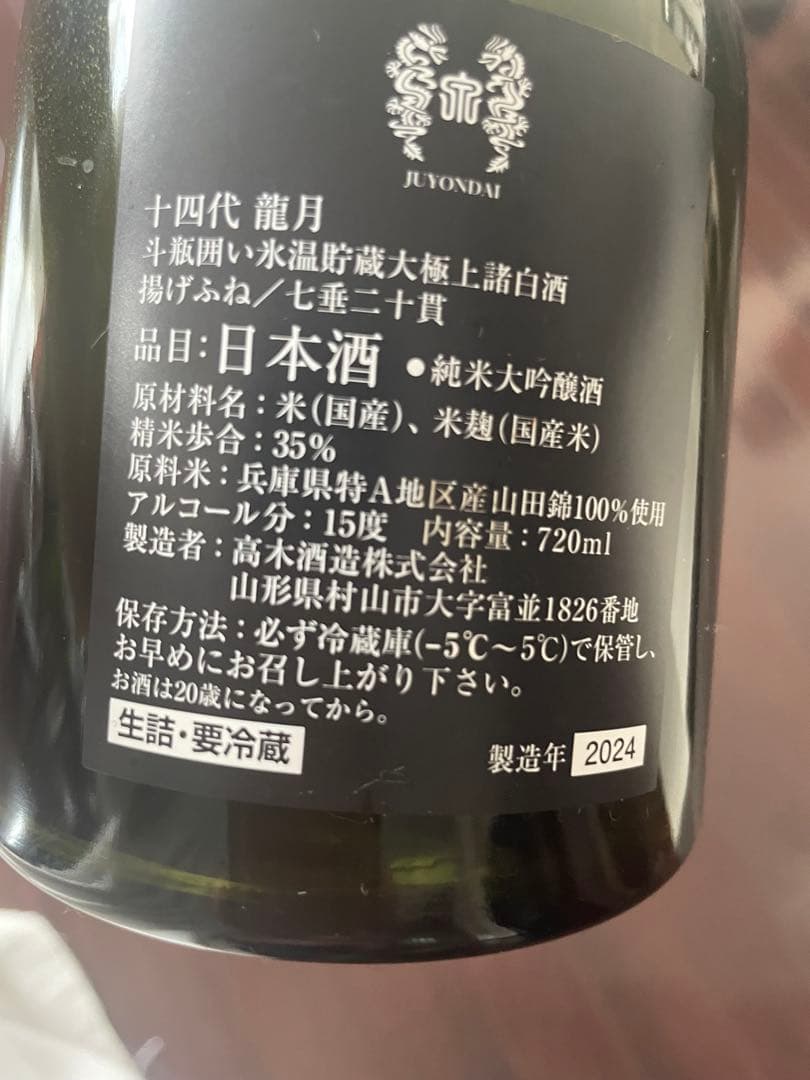 JUYONDAI
十四代 龍月
斗瓶囲い氷温貯蔵大極上諸白酒
揚げふね/七垂二十貫
品目:日本酒 ●純米大吟醸酒
原材料名:米(国産)、米麹(国産米)
精米歩合:35%
原料米:兵庫県特A地区産山田錦100%使用
アルコール分:15度 内容量:720ml
製造者:高木酒造株式会社
山形県村山市大字富並1826番地
保存方法:必ず冷蔵庫(-5℃~5℃)で保管し、
お早めにお召し上がり下さい。
お酒は20歳になってから。
生詰・要冷蔵 製造年 2024